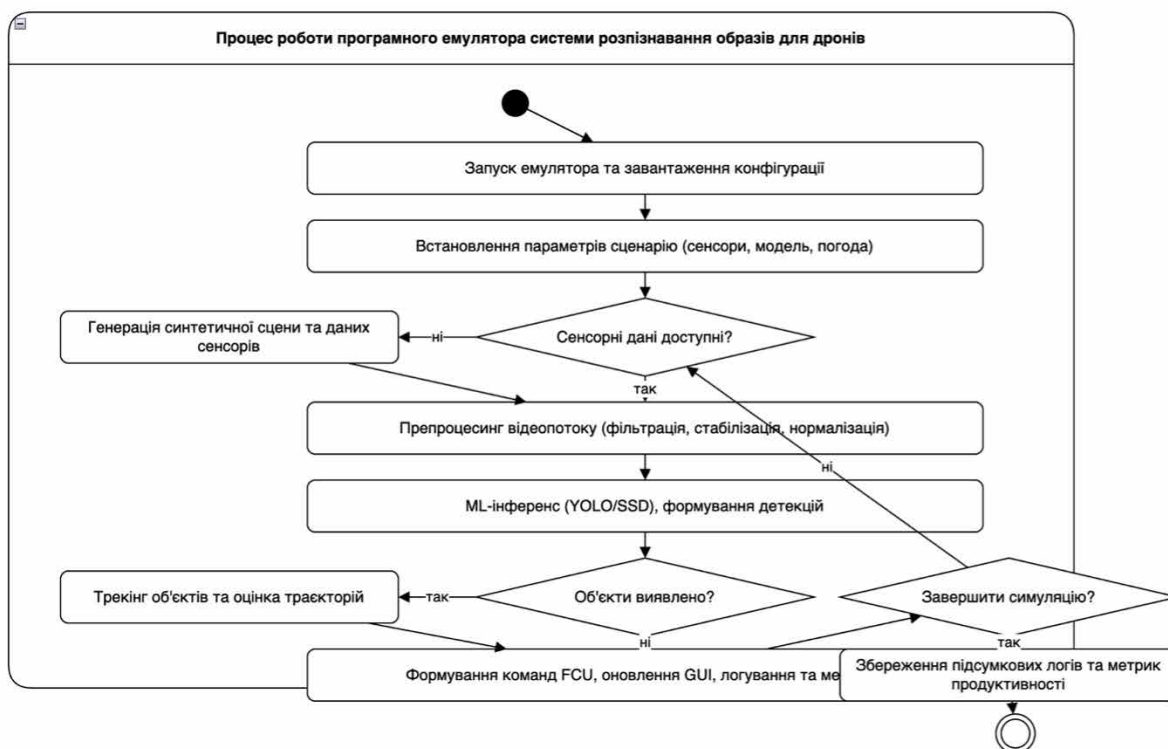 Процес роботи програмного емулятора системи розпізнавання образів для дронів
Запуск емулятора та завантаження конфігурації
Встановлення параметрів сценарію (сенсори, модель, погода)
Генерація синтетичної сцени та даних
сенсорів
ні
Сенсорні дані доступні?
так
Препроцесинг відеопотоку (фільтрація, стабілізація, нормалізація)
ні
ML-інференс (YOLO/SSD), формування детекцій
Трекінг об'єктів та оцінка траєкторій
так
Об'єкти виявлено?
Завершити симуляцію?
ні
так
Формування команд FCU, оновлення GUI, логування та ме
Збереження підсумкових логів та метрик
продуктивності